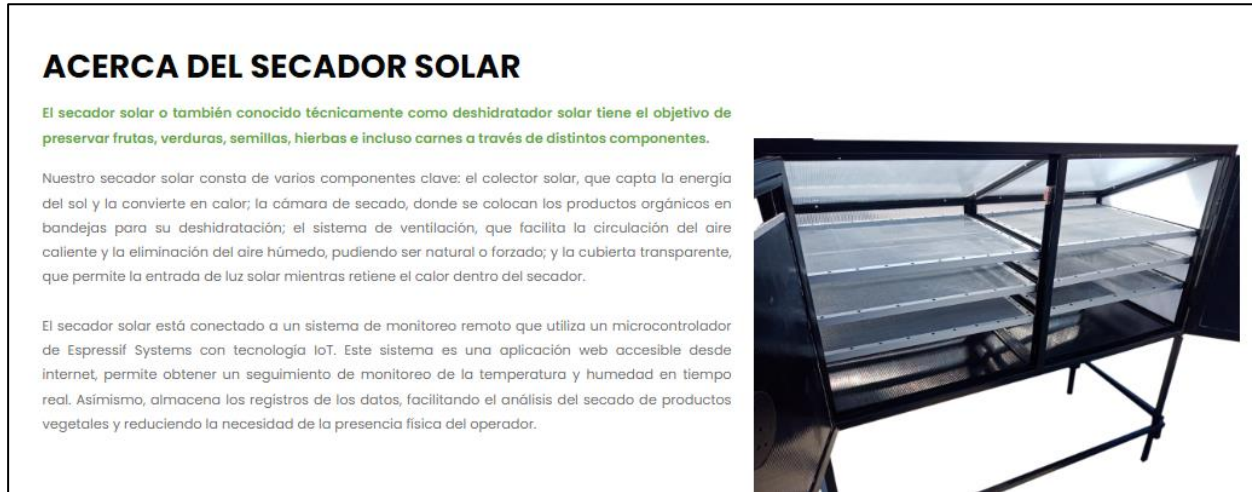 ACERCA DEL SECADOR SOLAR
El secador solar o también conocido técnicamente como deshidratador solar tiene el objetivo de
preservar frutas, verduras, semillas, hierbas e incluso carnes a través de distintos componentes.
Nuestro secador solar consta de varios componentes clave: el colector solar, que capta la energía
del sol y la convierte en calor; la cámara de secado, donde se colocan los productos orgánicos en
bandejas para su deshidratación; el sistema de ventilación, que facilita la circulación del aire
caliente y la eliminación del aire húmedo, pudiendo ser natural o forzado; y la cubierta transparente,
que permite la entrada de luz solar mientras retiene el calor dentro del secador.
El secador solar está conectado a un sistema de monitoreo remoto que utiliza un microcontrolador
de Espressif Systems con tecnología IoT. Este sistema es una aplicación web accesible desde
internet, permite obtener un seguimiento de monitoreo de la temperatura y humedad en tiempo
real. Asímismo, almacena los registros de los datos, facilitando el análisis del secado de productos
vegetales y reduciendo la necesidad de la presencia física del operador.